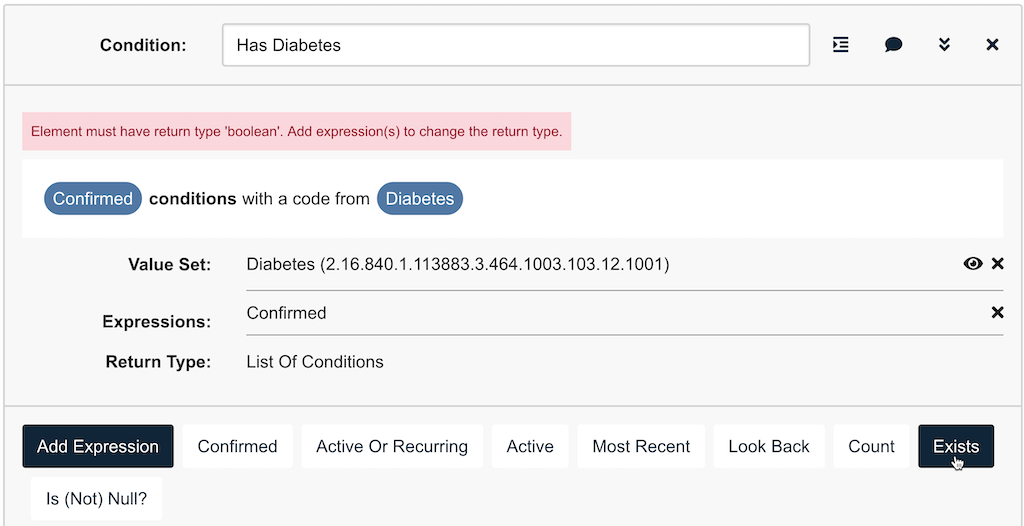 Condition: Has Diabetes
Element must have return type 'boolean'. Add expression(s) to change the return type.
Confirmed conditions with a code from Diabetes
Value Set: Diabetes (2.16.840.1.113883.3.464.1003.103.12.1001)
Expressions: Confirmed
Return Type: List Of Conditions
Add Expression Confirmed Active Or Recurring Active Most Recent Look Back Count Exists
Is (Not) Null?